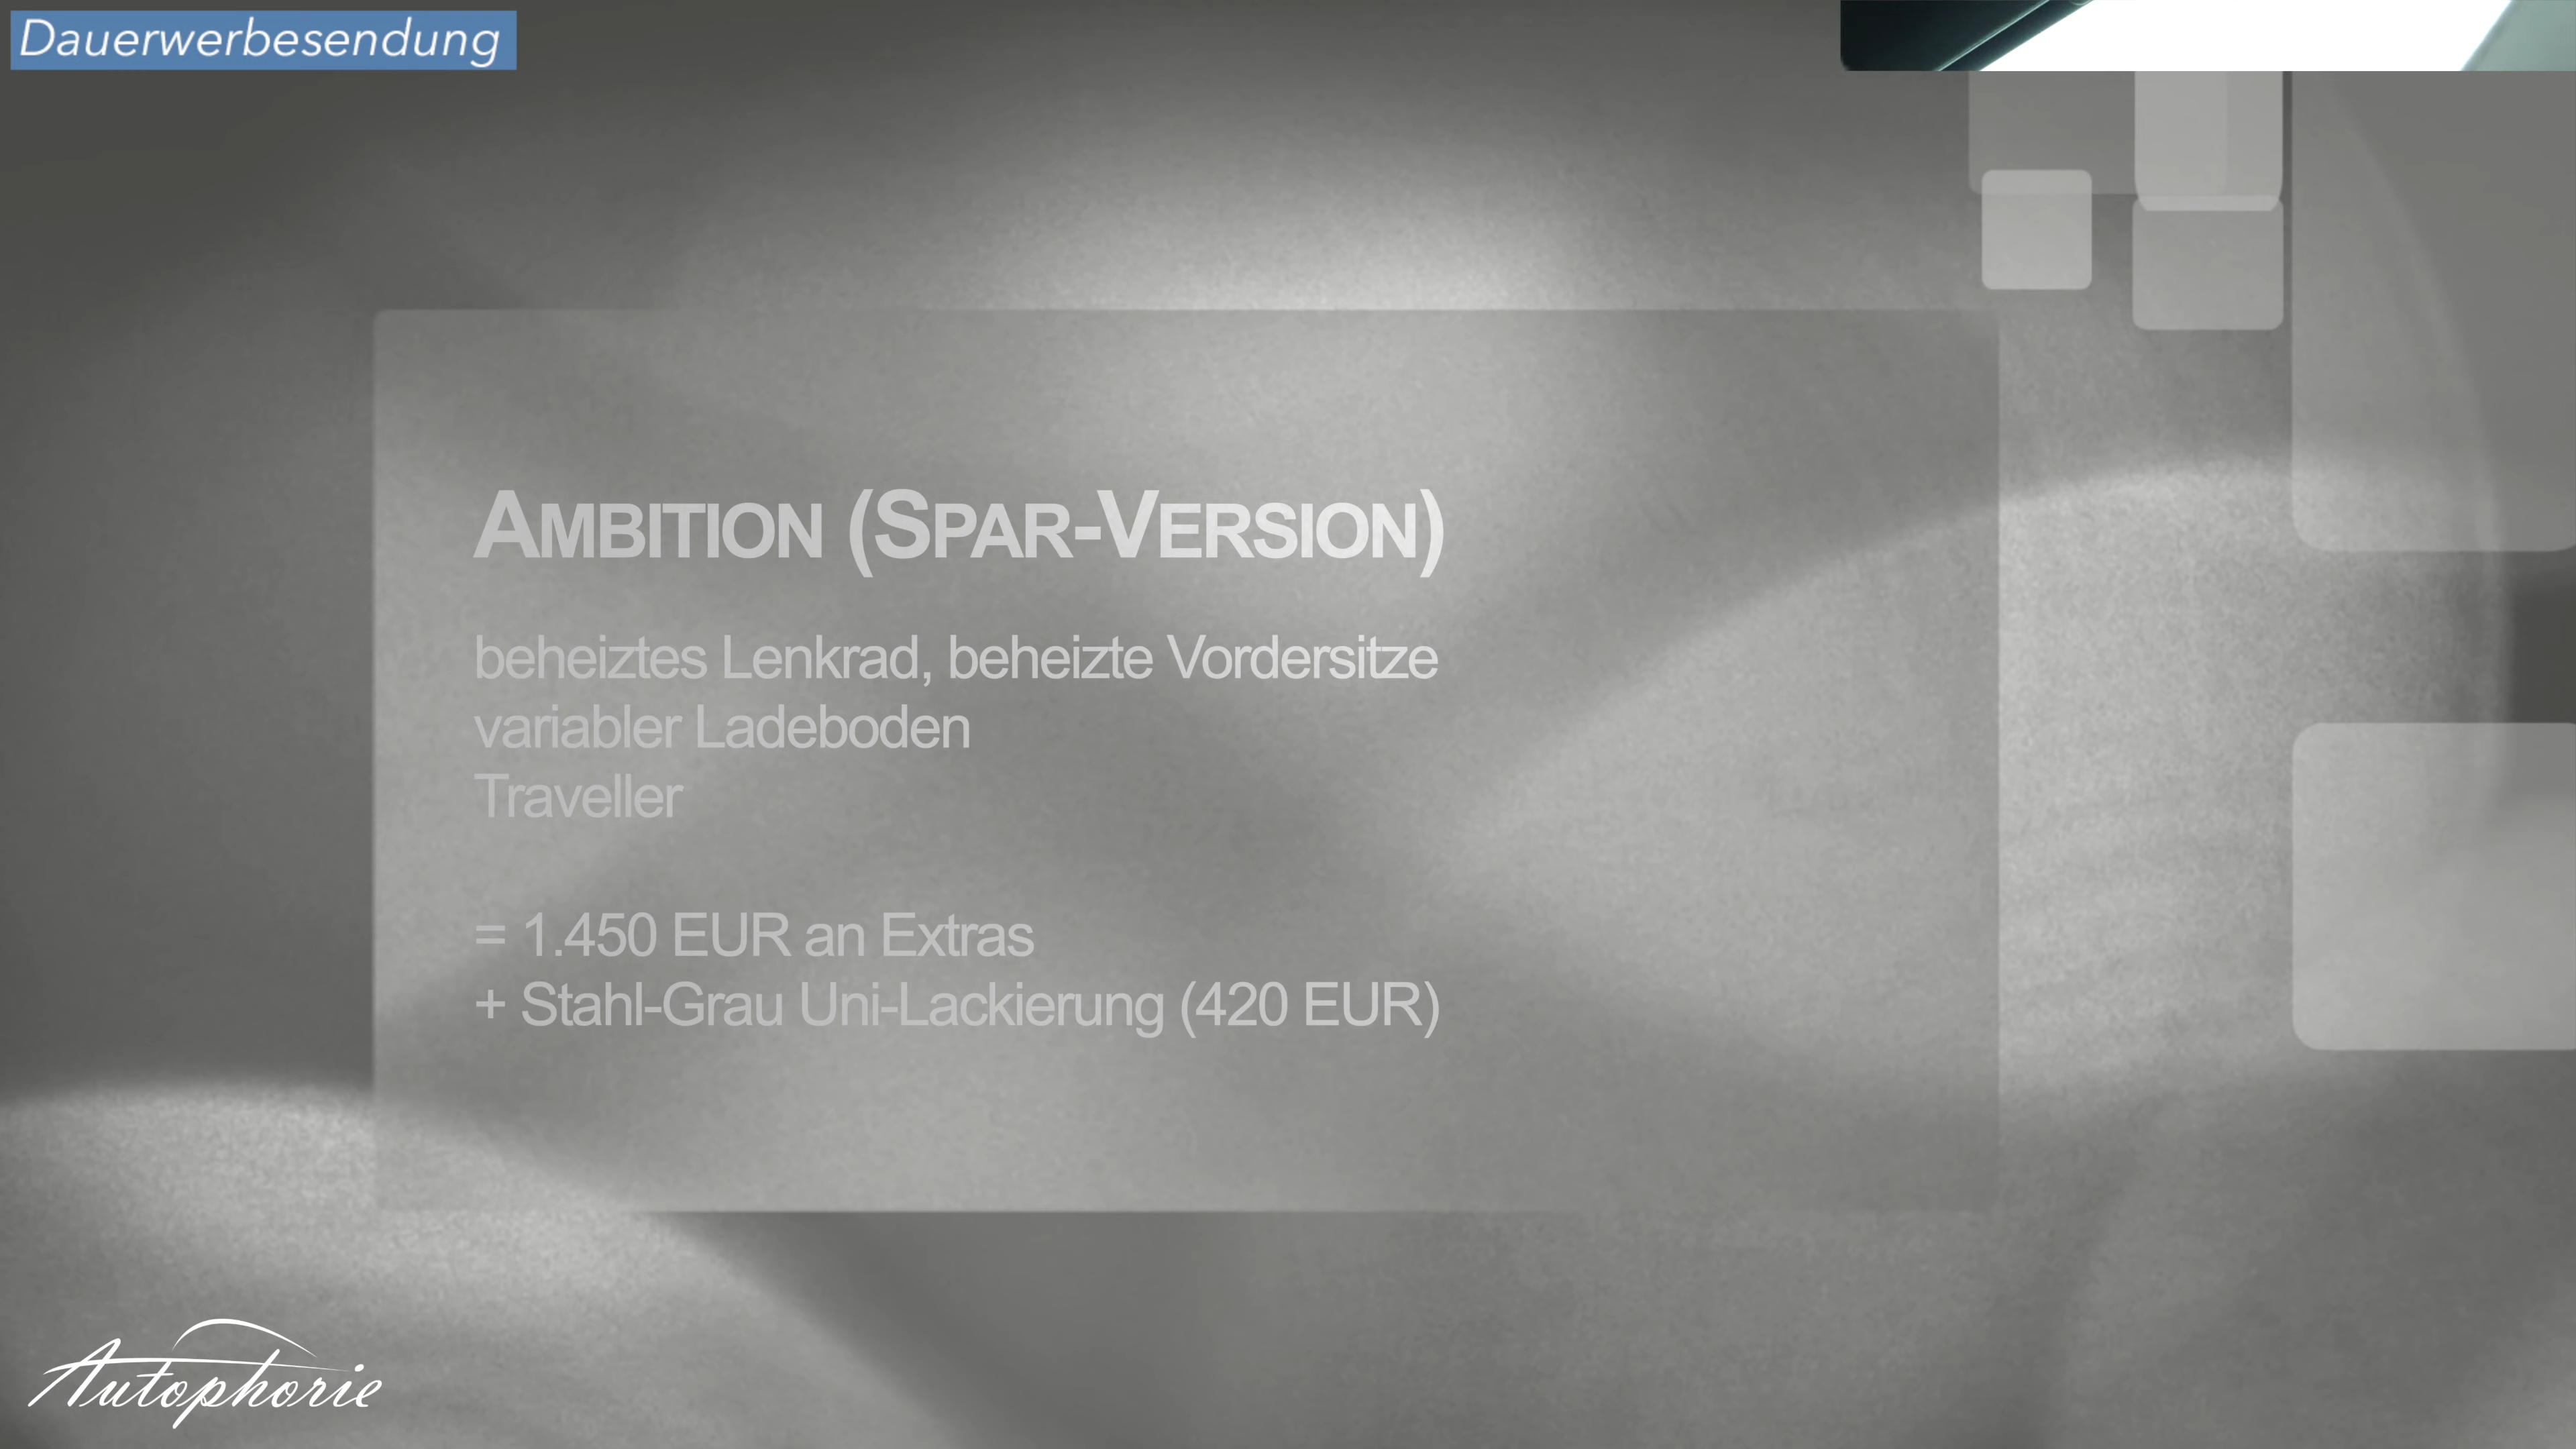 Dauerwerbesendung
AMBITION (SPAR-VERSION)
beheiztes Lenkrad, beheizte Vordersitze
variabler Ladeboden
Traveller
= 1.450 EUR an Extras
+ Stahl-Grau Uni-Lackierung (420 EUR)
Autophorie